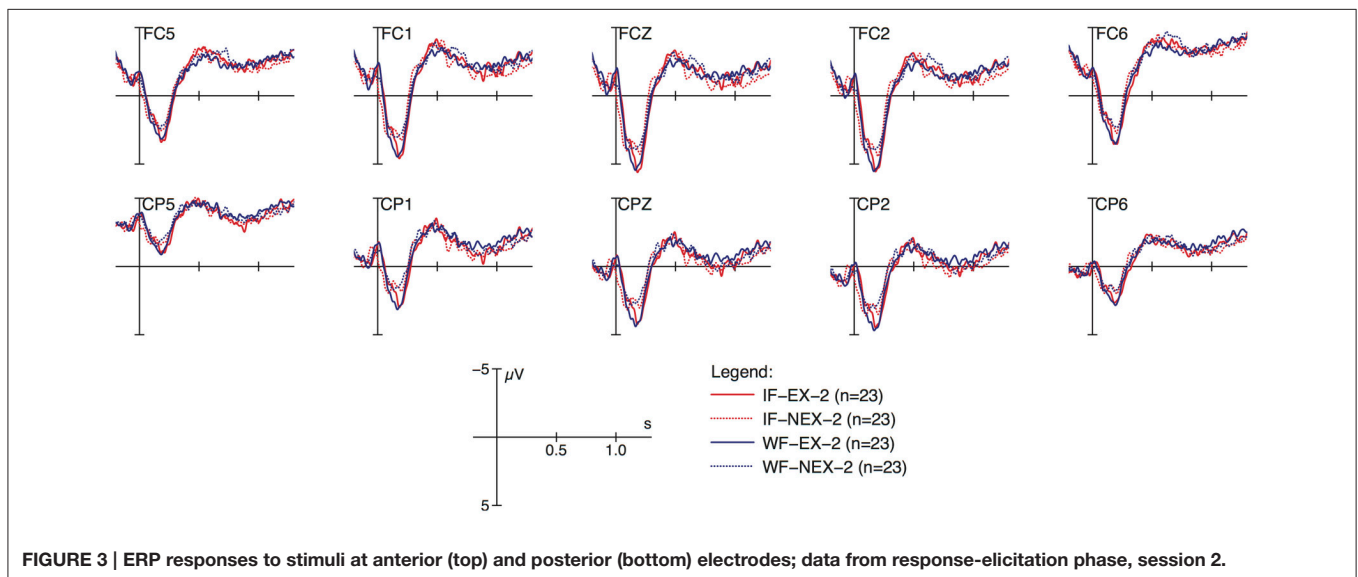 FC5 FC1 FCZ FC2 FC6
CP5 CP1 CPZ CP2 CP6
−5 μV
s
0.5 1.0
5
Legend:
IF−EX−2 (n=23)
IF−NEX−2 (n=23)
WF−EX−2 (n=23)
WF−NEX−2 (n=23)
FIGURE 3 | ERP responses to stimuli at anterior (top) and posterior (bottom) electrodes; data from response-elicitation phase, session 2.